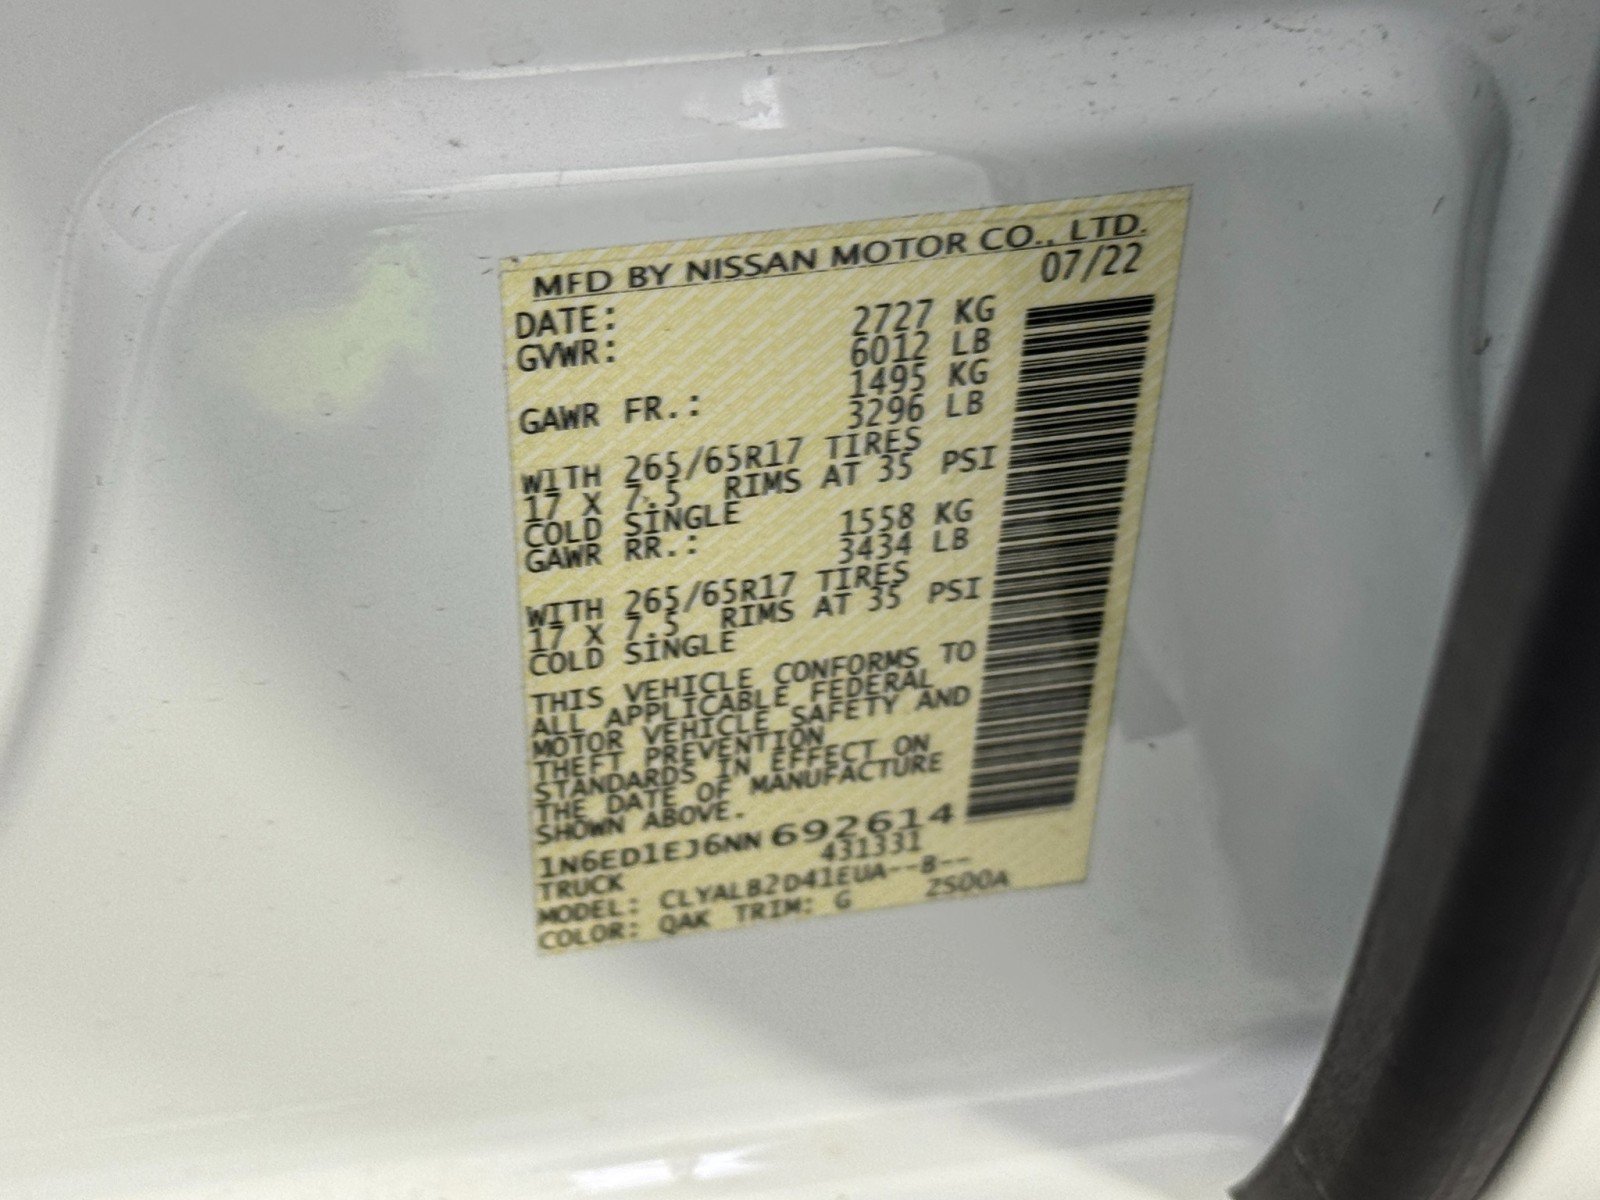 MFD BY NISSAN MOTOR CO., LTD.
DATE: 07/22
GVWR: 2727 KG
6012 LB
GAWR FR.: 1495 KG
3296 LB
WITH 265/65R17 TIRES
17 X 7.5 RIMS AT 35 PSI
COLD SINGLE
GAWR RR.: 1558 KG
3434 LB
WITH 265/65R17 TIRES
17 X 7.5 RIMS AT 35 PSI
COLD SINGLE
THIS VEHICLE CONFORMS TO
ALL APPLICABLE FEDERAL
MOTOR VEHICLE SAFETY AND
THEFT PREVENTION
STANDARDS IN EFFECT ON
THE DATE OF MANUFACTURE
SHOWN ABOVE.
1N6ED1EJ6NN692614
TRUCK 431331
MODEL: CLYALB2D41EUA--B--
COLOR: QAK TRIM: G 2S00A